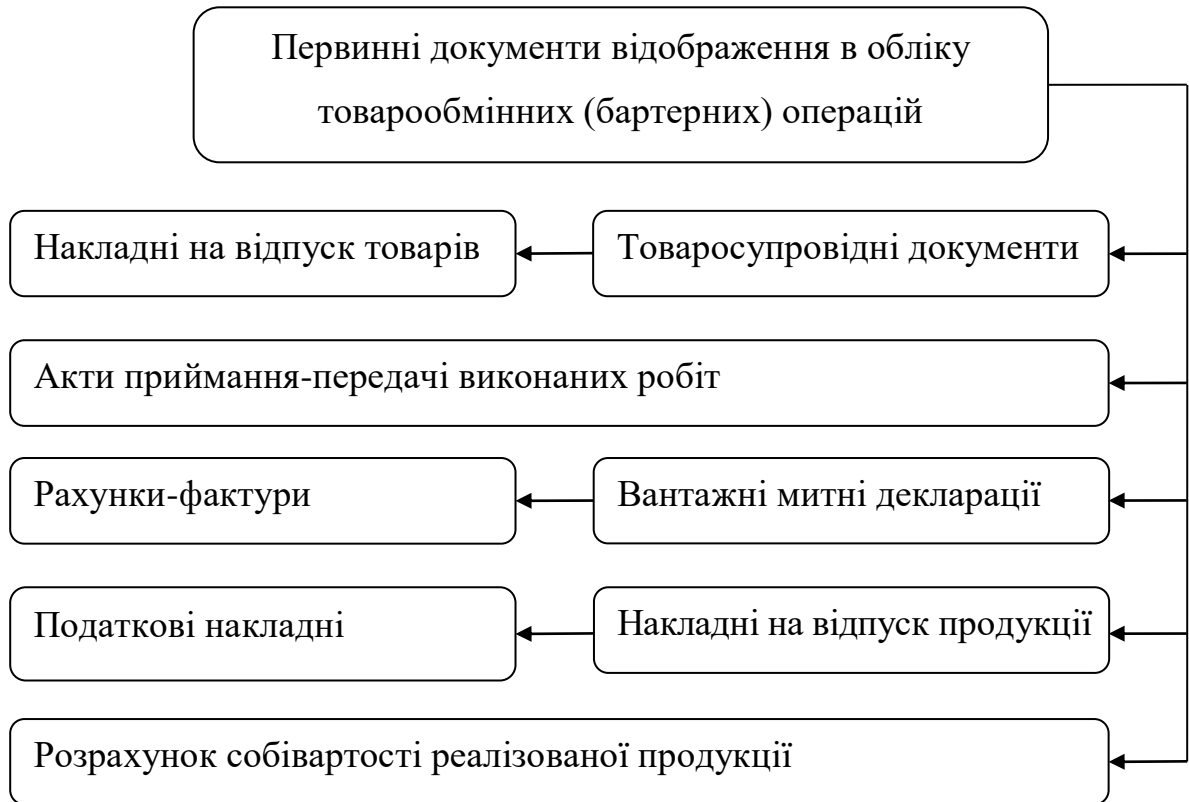 Первинні документи відображення в обліку
товарообмінних (бартерних) операцій
Накладні на відпуск товарів
Товаросупровідні документи
Акти приймання-передачі виконаних робіт
Рахунки-фактури
Вантажні митні декларації
Податкові накладні
Накладні на відпуск продукції
Розрахунок собівартості реалізованої продукції